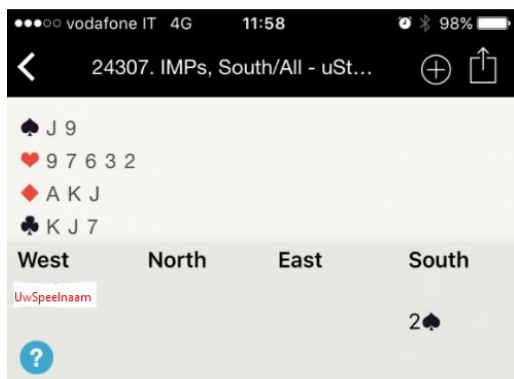 ●●●○○ vodafone IT 4G 11:58 98%
24307. IMPs, South/All - uSt...
♠ J 9
♥ 9 7 6 3 2
♦ A K J
♣ K J 7
West North East South
UwSpeelnaam
2♠
?